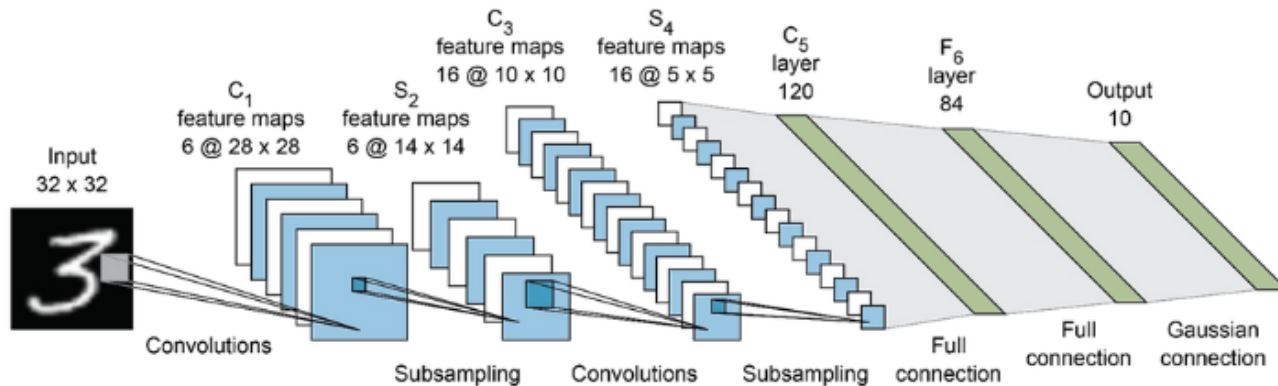 Input
32 x 32
C1
feature maps
6 @ 28 x 28
S2
feature maps
6 @ 14 x 14
C3
feature maps
16 @ 10 x 10
S4
feature maps
16 @ 5 x 5
C5
layer
120
F6
layer
84
Output
10
3
Convolutions
Subsampling
Convolutions
Subsampling
Full
connection
Full
connection
Gaussian
connection